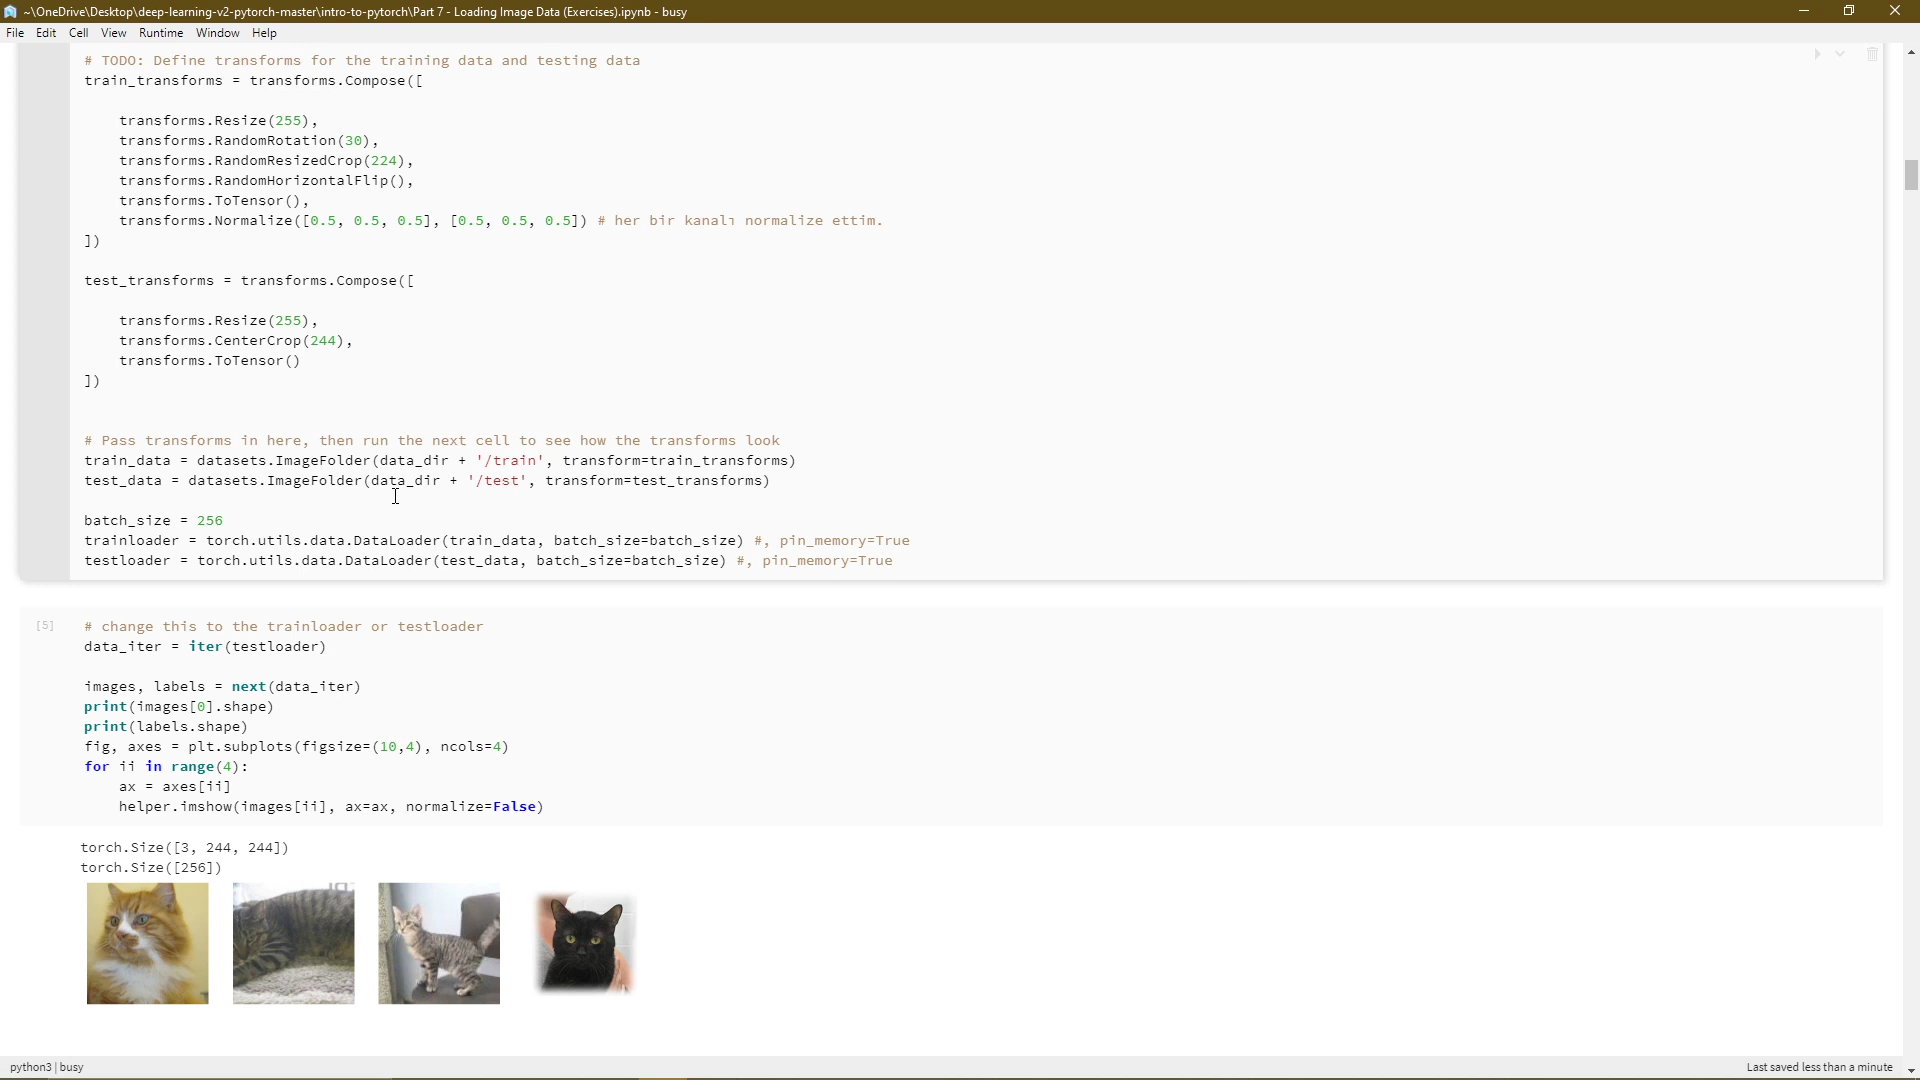 ~\OneDrive\Desktop\deep-learning-v2-pytorch-master\intro-to-pytorch\Part 7 - Loading Image Data (Exercises).ipynb - busy
File Edit Cell View Runtime Window Help
# TODO: Define transforms for the training data and testing data
train_transforms = transforms.Compose([
transforms.Resize(255),
transforms.RandomRotation(30),
transforms.RandomResizedCrop(224),
transforms.RandomHorizontalFlip(),
transforms.ToTensor(),
transforms.Normalize([0.5, 0.5, 0.5], [0.5, 0.5, 0.5]) # her bir kanalı normalize ettim.
])
test_transforms = transforms.Compose([
transforms.Resize(255),
transforms.CenterCrop(244),
transforms.ToTensor()
])
# Pass transforms in here, then run the next cell to see how the transforms look
train_data = datasets.ImageFolder(data_dir + '/train', transform=train_transforms)
test_data = datasets.ImageFolder(data_dir + '/test', transform=test_transforms)
batch_size = 256
trainloader = torch.utils.data.DataLoader(train_data, batch_size=batch_size) #, pin_memory=True
testloader = torch.utils.data.DataLoader(test_data, batch_size=batch_size) #, pin_memory=True
[5] # change this to the trainloader or testloader
data_iter = iter(testloader)
images, labels = next(data_iter)
print(images[0].shape)
print(labels.shape)
fig, axes = plt.subplots(figsize=(10,4), ncols=4)
for ii in range(4):
ax = axes[ii]
helper.imshow(images[ii], ax=ax, normalize=False)
torch.Size([3, 244, 244])
torch.Size([256])
python3 | busy
Last saved less than a minute